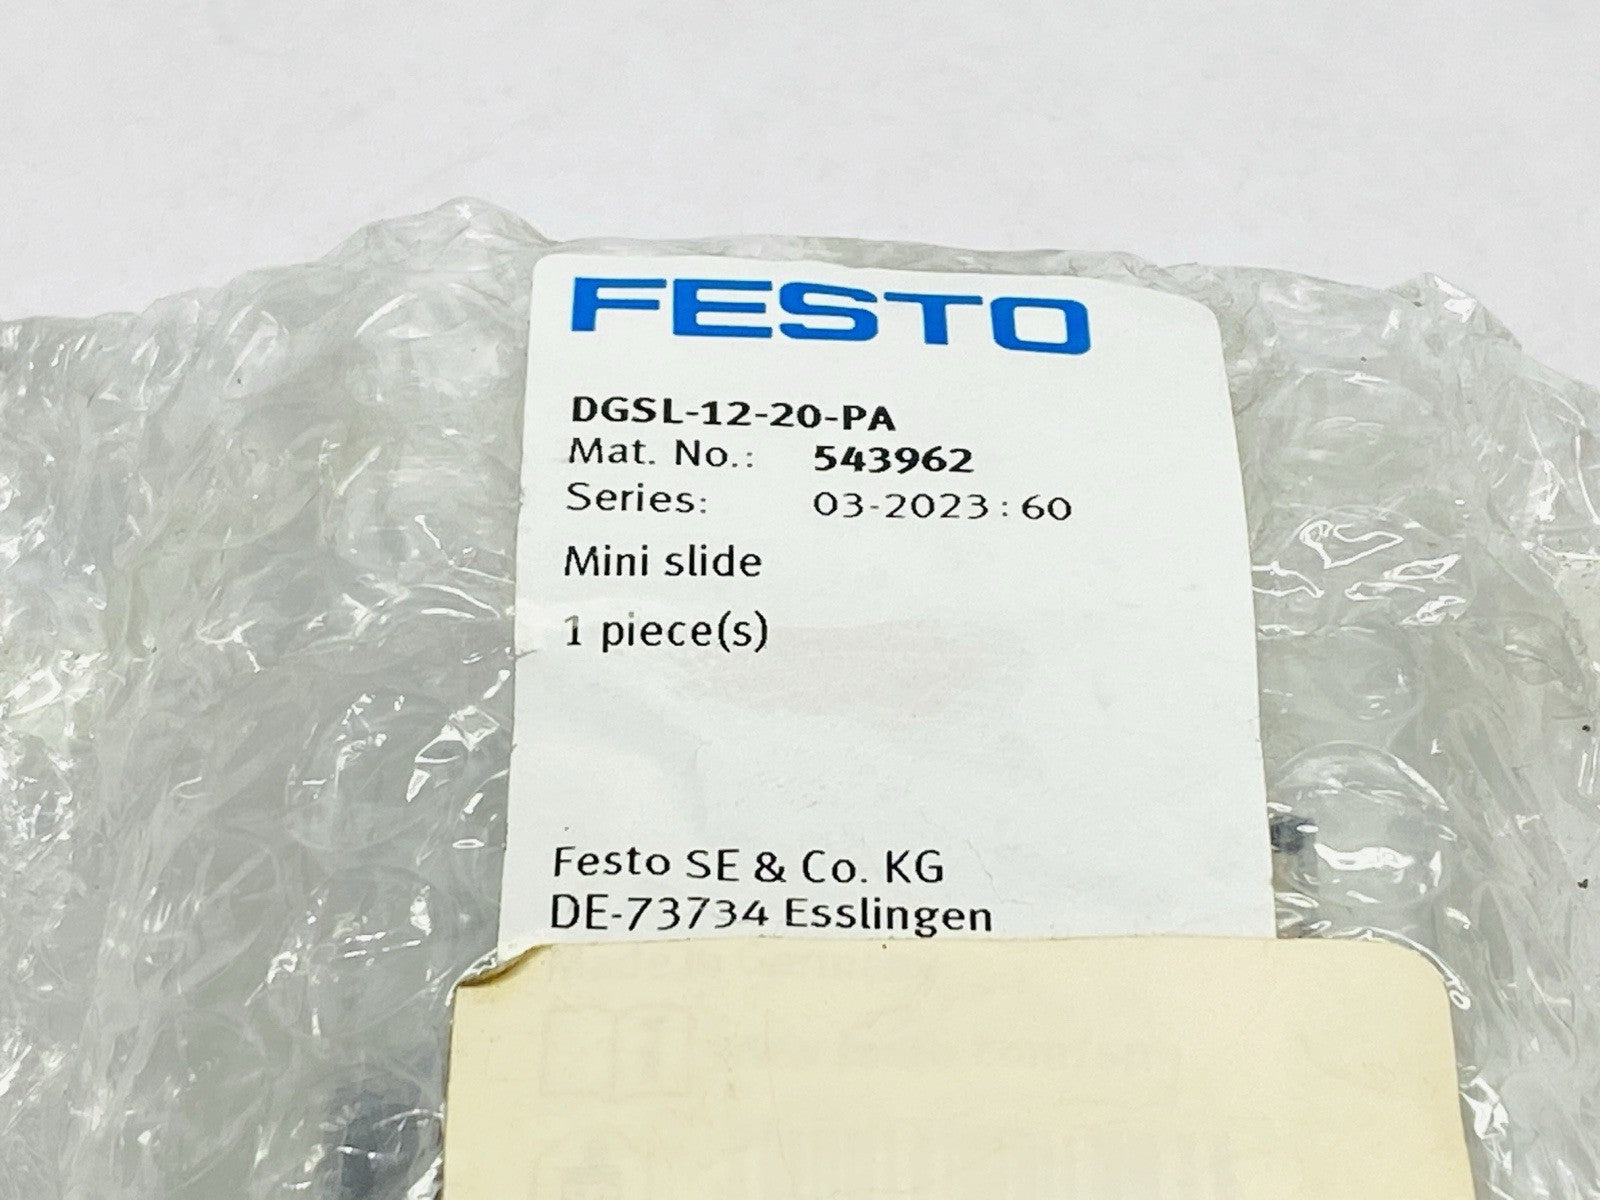 FESTO
DGSL-12-20-PA
Mat. No.: 543962
Series: 03-2023:60
Mini slide
1 piece(s)
Festo SE & Co. KG
DE-73734 Esslingen